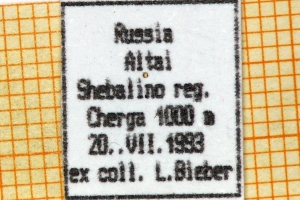 Russia
Altai
Shebalino reg.
Cherga 1000 m
20..VII.1993
ex coll. L.Bieber